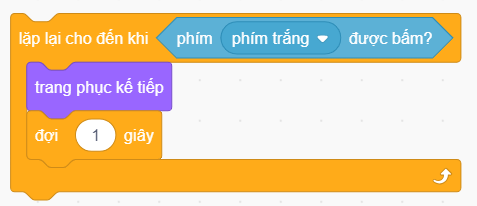 lặp lại cho đến khi phím phím trắng được bấm?
trang phục kế tiếp
đợi 1 giây